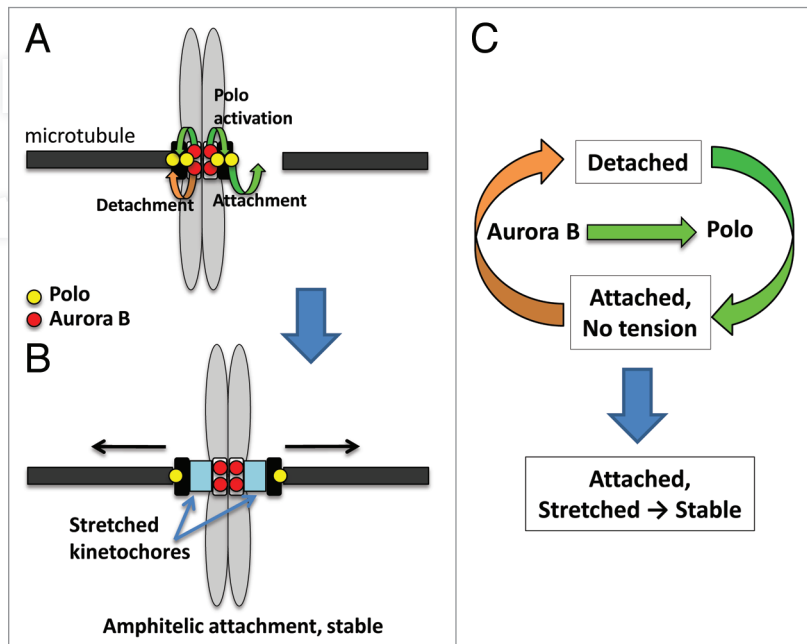 A
Polo
activation
microtubule
Detachment
Attachment
Polo
Aurora B
B
Stretched
kinetochores
Amphitelic attachment, stable
C
Detached
Aurora B
Polo
Attached,
No tension
Attached,
Stretched → Stable